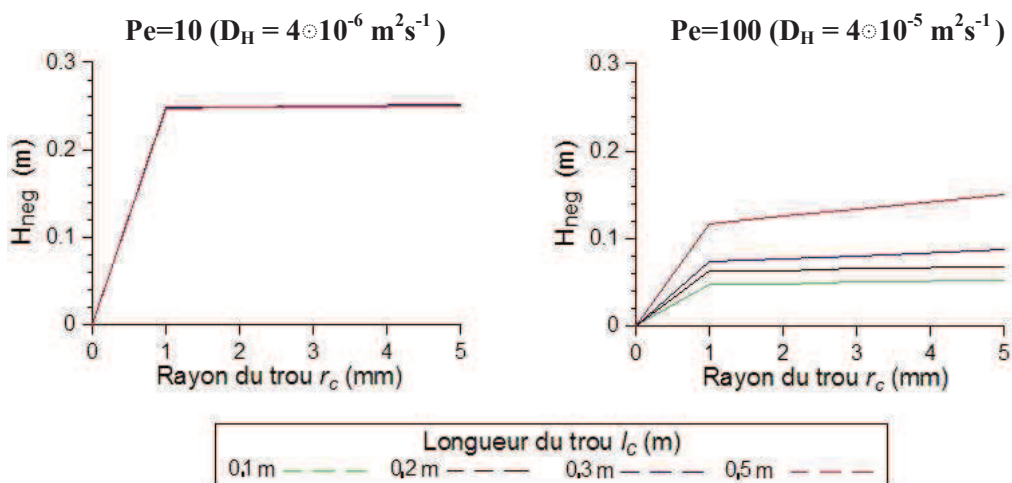 Pe=10 (D_H = 4⊙10⁻⁶ m²s⁻¹ )
0.3
0.2
0.1
0
H_neg (m)
0 1 2 3 4 5
Rayon du trou r_c (mm)
Pe=100 (D_H = 4⊙10⁻⁵ m²s⁻¹ )
0.3
0.2
0.1
0
H_neg (m)
0 1 2 3 4 5
Rayon du trou r_c (mm)
Longueur du trou l_c (m)
0,1 m 0,2 m 0,3 m 0,5 m